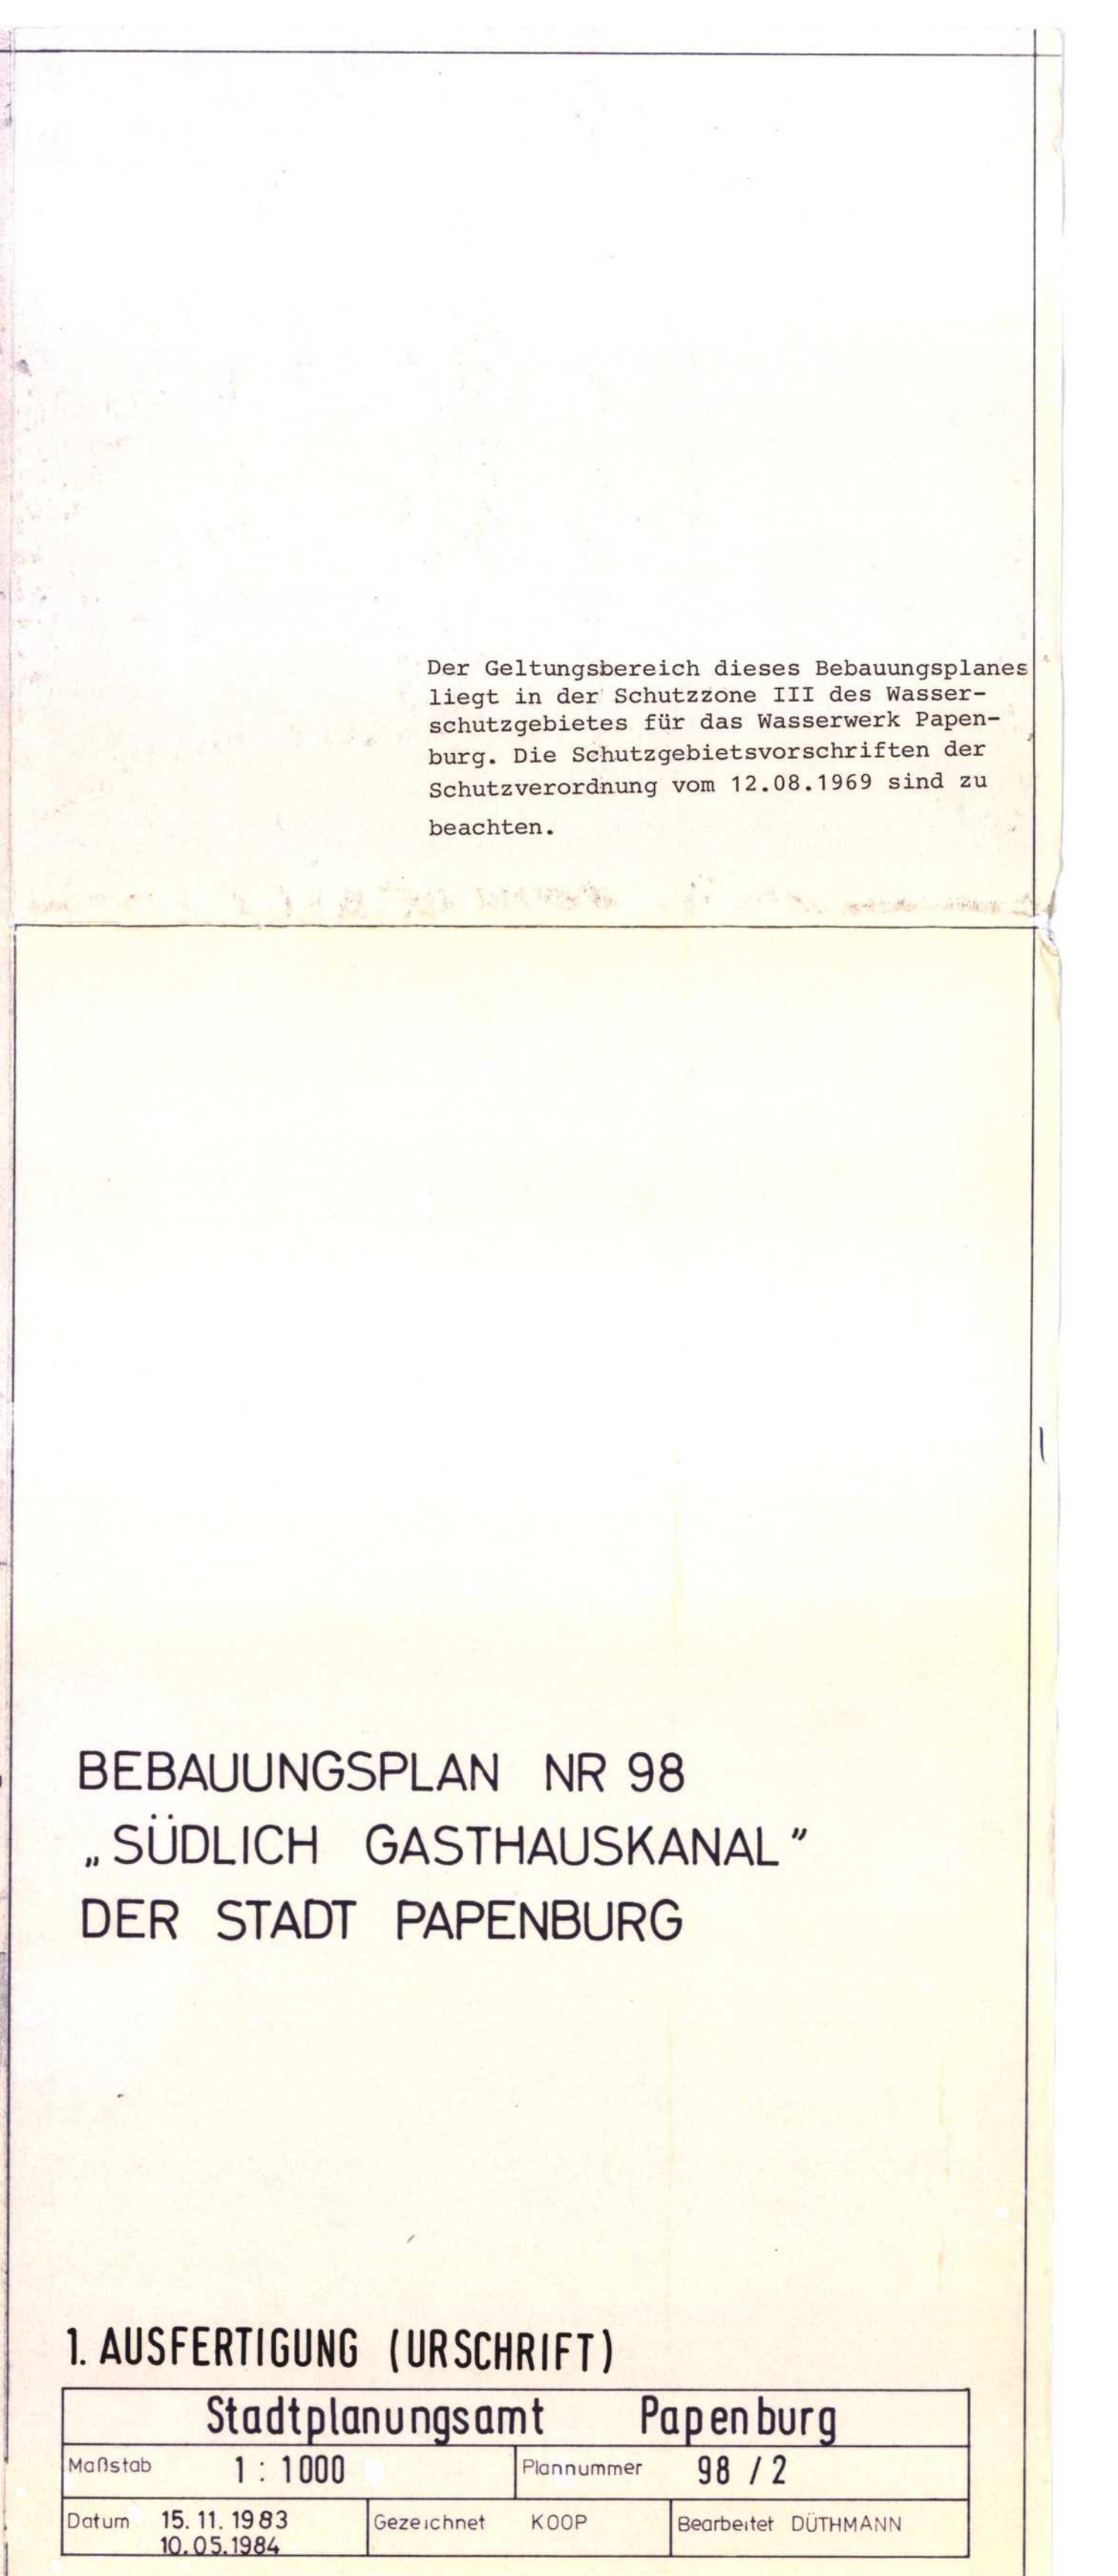 Der Geltungsbereich dieses Bebauungsplanes
liegt in der Schutzzone III des Wasser-
schutzgebietes für das Wasserwerk Papen-
burg. Die Schutzgebietsvorschriften der
Schutzverordnung vom 12.08.1969 sind zu
beachten.
BEBAUUNGSPLAN NR 98
„SÜDLICH GASTHAUSKANAL"
DER STADT PAPENBURG
1. AUSFERTIGUNG (URSCHRIFT)
Stadtplanungsamt Papenburg
Maßstab 1 : 1000 Plannummer 98 / 2
Datum 15. 11. 1983 Gezeichnet KOOP Bearbeitet DÜTHMANN
10. 05. 1984